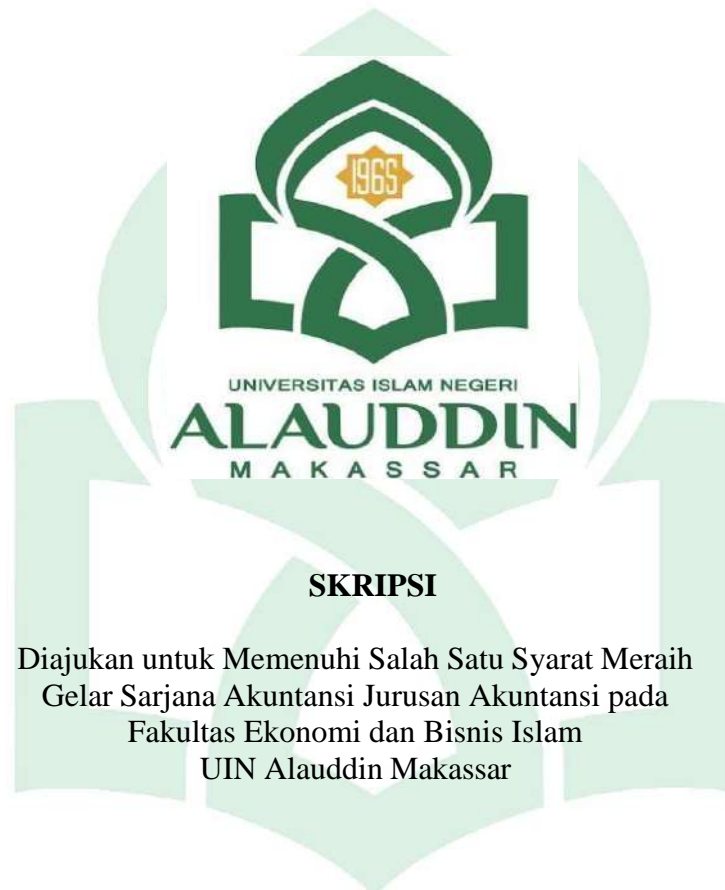 1965
UNIVERSITAS ISLAM NEGERI
ALAUDDIN
MAKASSAR
SKRIPSI
Diajukan untuk Memenuhi Salah Satu Syarat Meraih
Gelar Sarjana Akuntansi Jurusan Akuntansi pada
Fakultas Ekonomi dan Bisnis Islam
UIN Alauddin Makassar